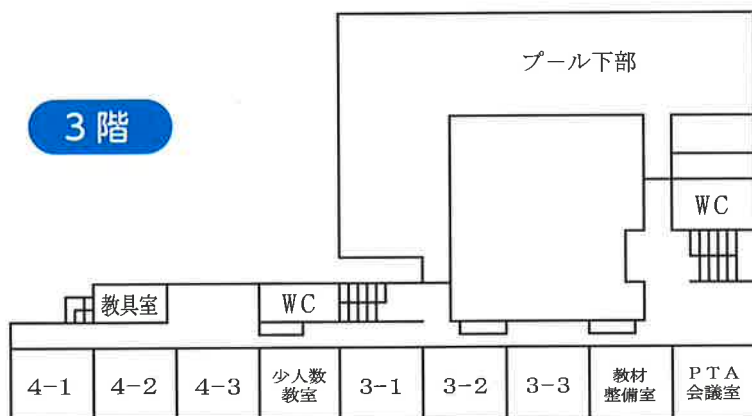 プール下部
3階
WC
教具室
WC
4-1
4-2
4-3
少人数
教室
3-1
3-2
3-3
教材
整備室
PTA
会議室